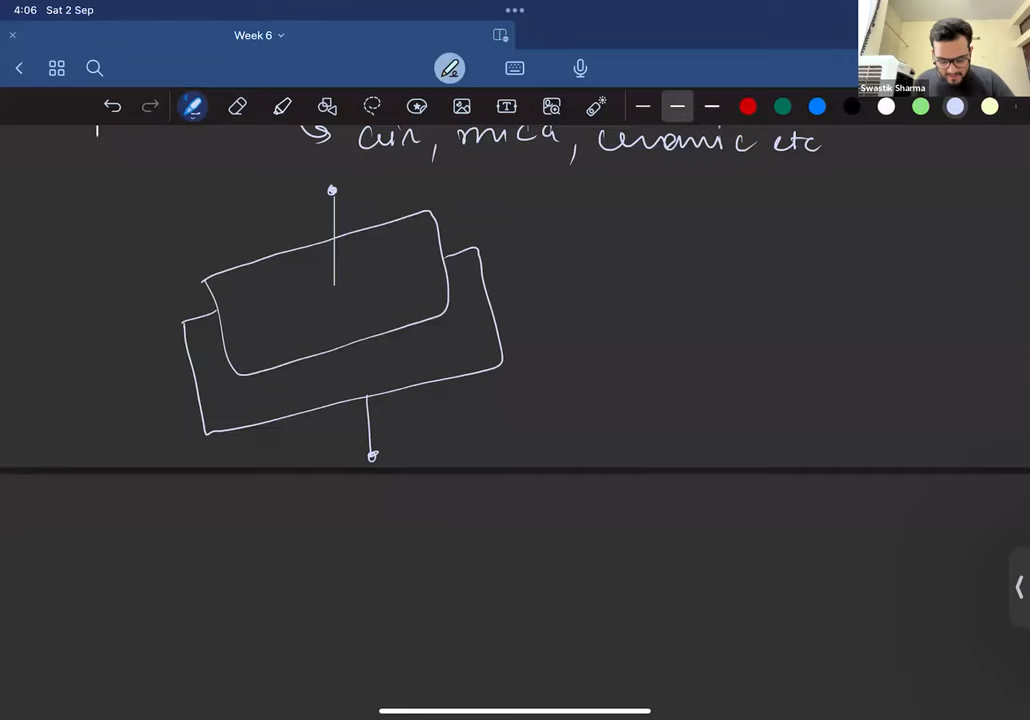 4:06 Sat 2 Sep
Week 6
Swastik Sharma
air, mica, ceramic etc